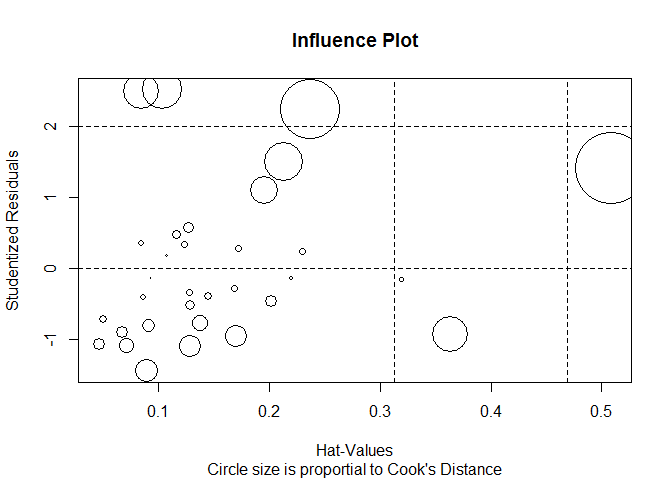 Influence Plot
Studentized Residuals
2
1
0
-1
0.1 0.2 0.3 0.4 0.5
Hat-Values
Circle size is proportial to Cook's Distance